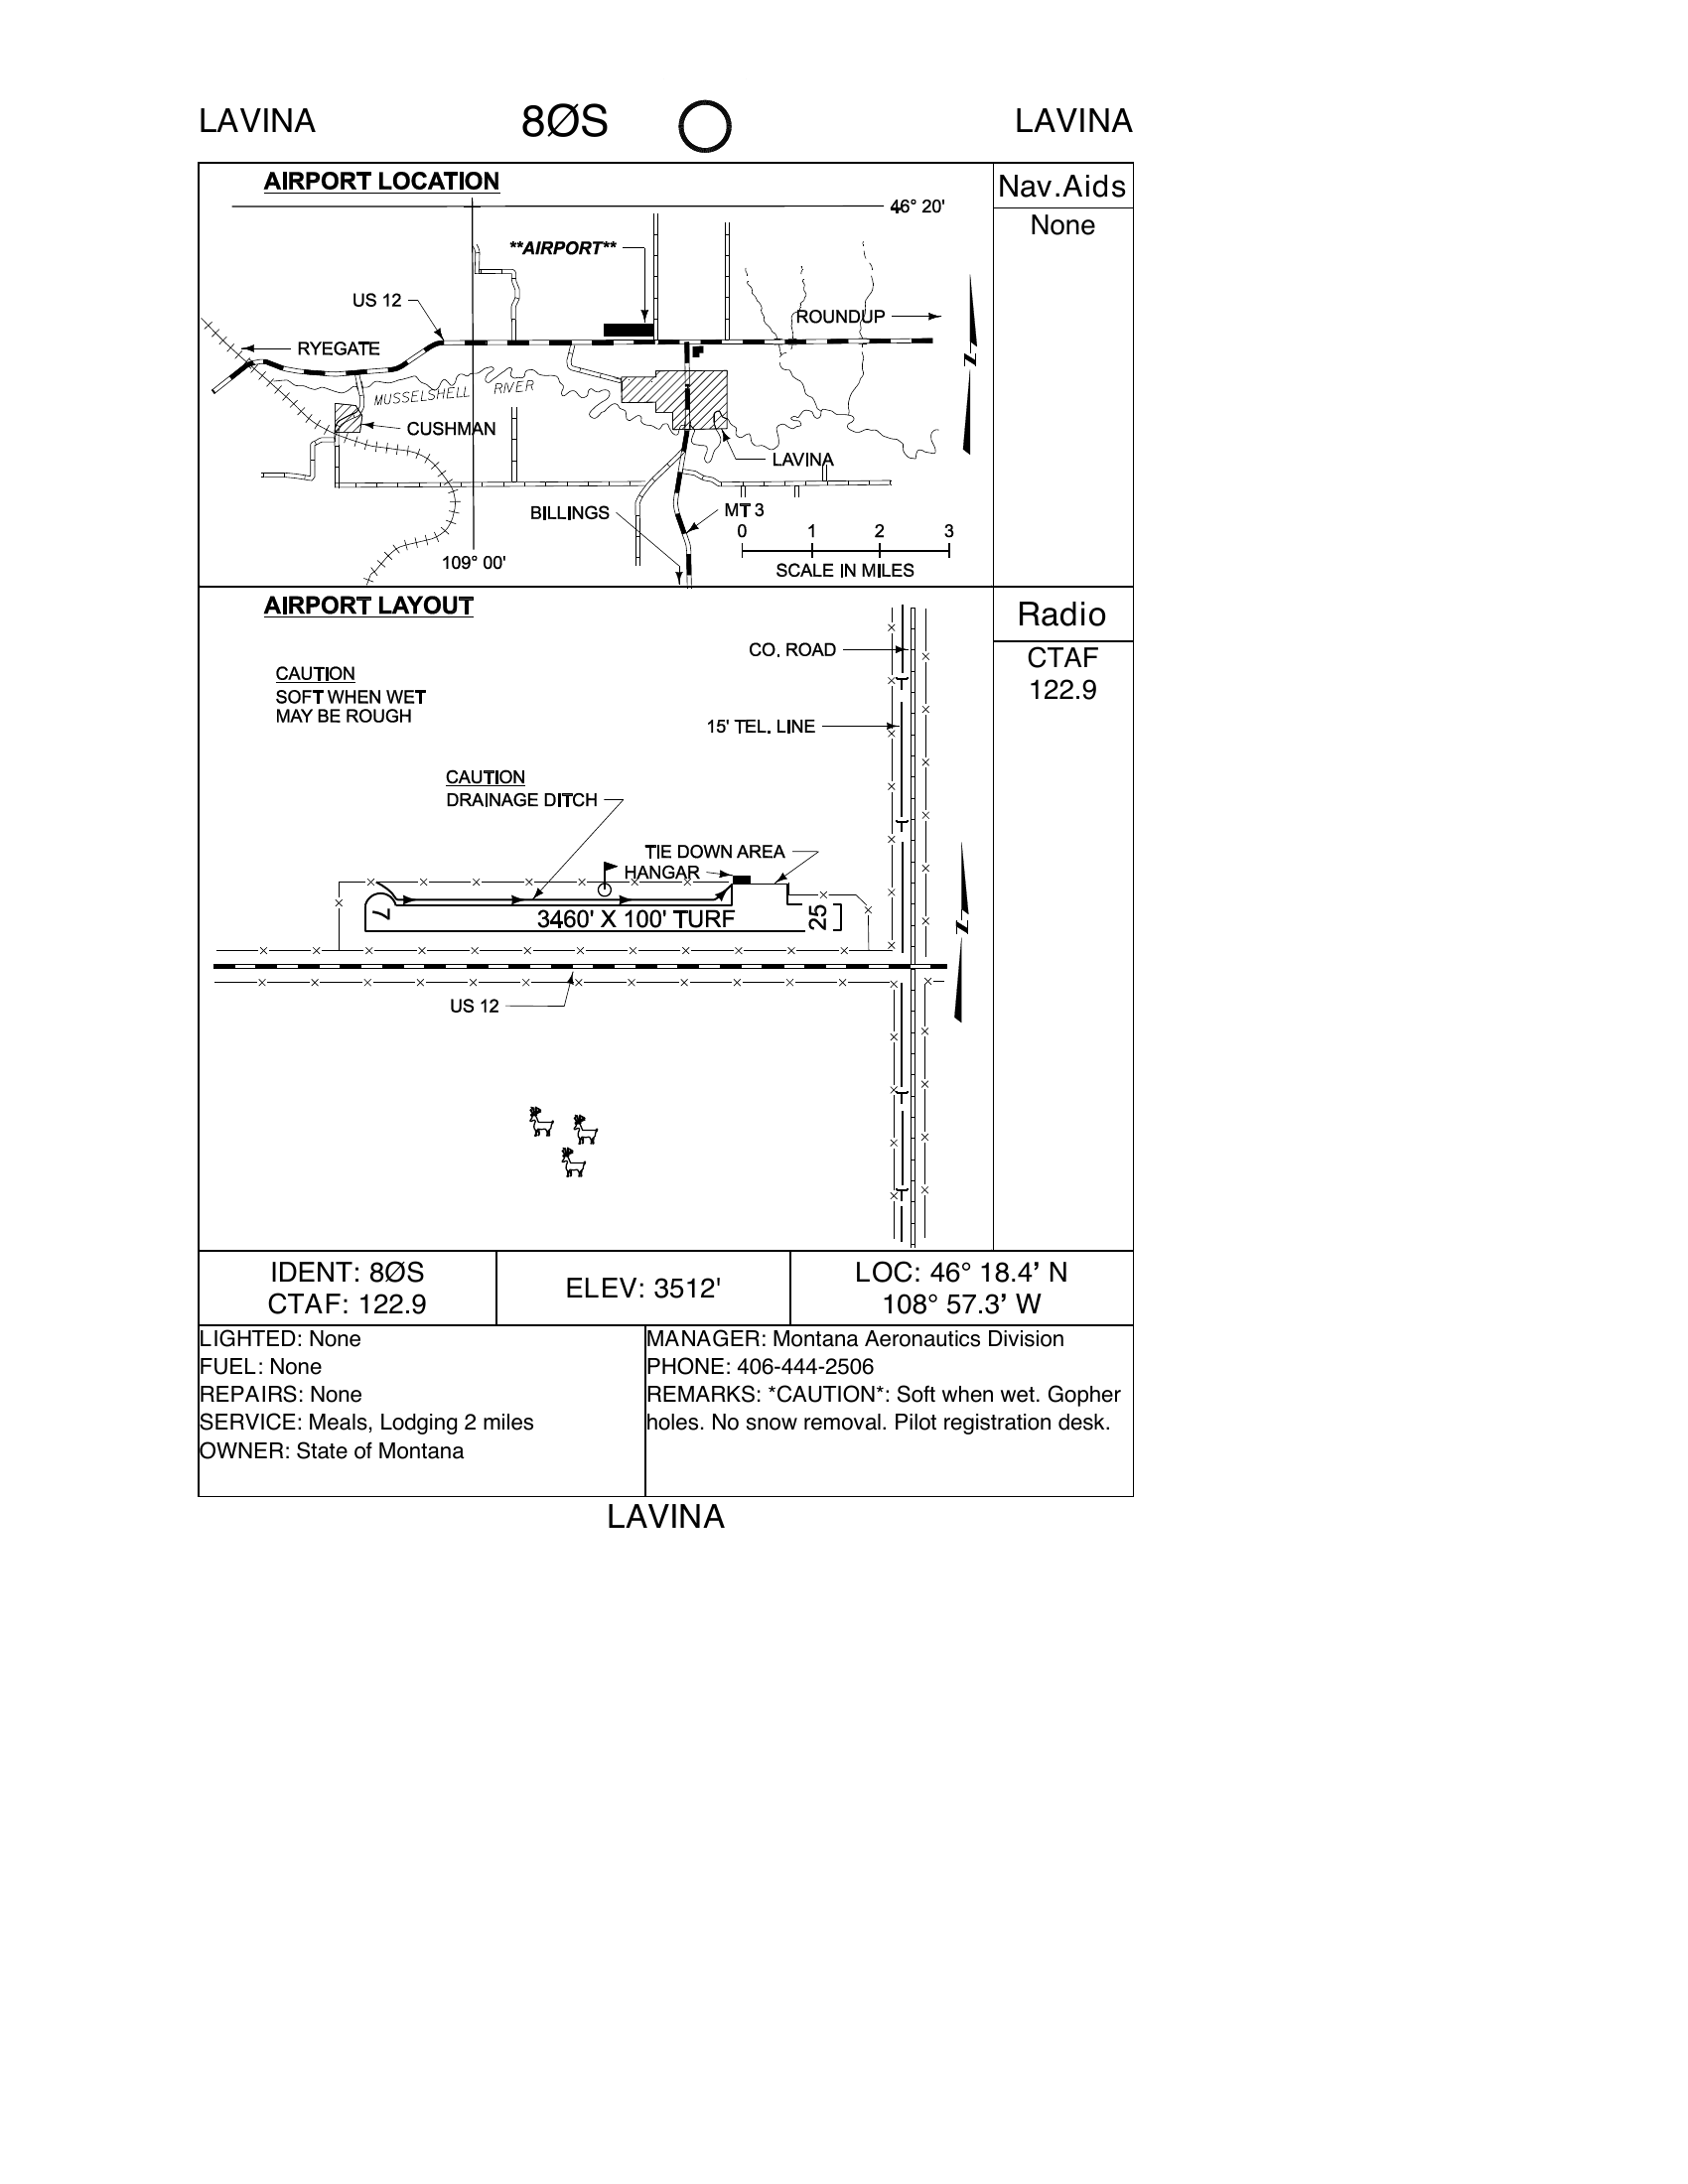 LAVINA 8ØS LAVINA
AIRPORT LOCATION
Nav.Aids
None
46° 20'
**AIRPORT**
US 12
ROUNDUP
RYEGATE
N
MUSSELSHELL RIVER
CUSHMAN
LAVINA
BILLINGS
MT 3
0 1 2 3
SCALE IN MILES
109° 00'
AIRPORT LAYOUT
Radio
CTAF
122.9
CO. ROAD
CAUTION
SOFT WHEN WET
MAY BE ROUGH
15' TEL. LINE
CAUTION
DRAINAGE DITCH
TIE DOWN AREA
HANGAR
7
3460' X 100' TURF
25
N
US 12
IDENT: 8ØS
CTAF: 122.9
ELEV: 3512'
LOC: 46° 18.4’ N
108° 57.3’ W
LIGHTED: None
FUEL: None
REPAIRS: None
SERVICE: Meals, Lodging 2 miles
OWNER: State of Montana
MANAGER: Montana Aeronautics Division
PHONE: 406-444-2506
REMARKS: *CAUTION*: Soft when wet. Gopher
holes. No snow removal. Pilot registration desk.
LAVINA